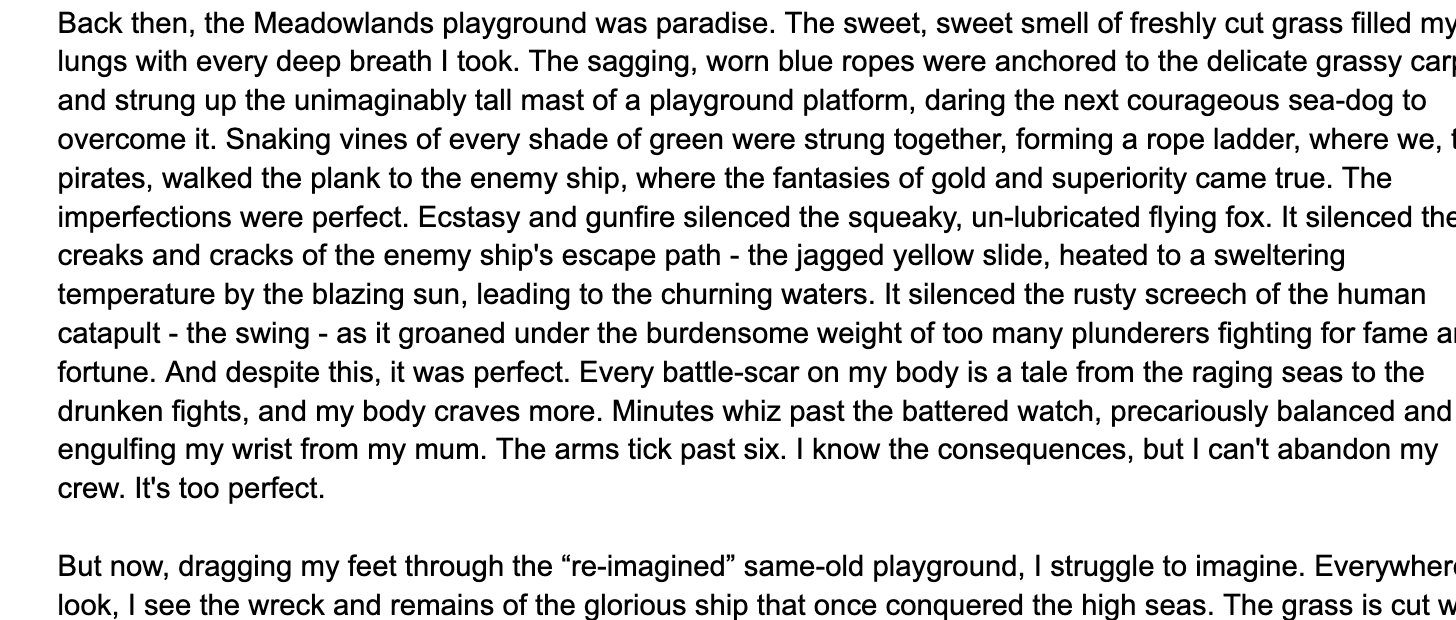 Back then, the Meadowlands playground was paradise. The sweet, sweet smell of freshly cut grass filled my
lungs with every deep breath I took. The sagging, worn blue ropes were anchored to the delicate grassy
and strung up the unimaginably tall mast of a playground platform, daring the next courageous sea-dog to
overcome it. Snaking vines of every shade of green were strung together, forming a rope ladder, where we,
pirates, walked the plank to the enemy ship, where the fantasies of gold and superiority came true. The
imperfections were perfect. Ecstasy and gunfire silenced the squeaky, un-lubricated flying fox. It silenced the
creaks and cracks of the enemy ship's escape path - the jagged yellow slide, heated to a sweltering
temperature by the blazing sun, leading to the churning waters. It silenced the rusty screech of the human
catapult - the swing - as it groaned under the burdensome weight of too many plunderers fighting for fame
fortune. And despite this, it was perfect. Every battle-scar on my body is a tale from the raging seas to the
drunken fights, and my body craves more. Minutes whiz past the battered watch, precariously balanced and
engulfing my wrist from my mum. The arms tick past six. I know the consequences, but I can't abandon my
crew. It's too perfect.
But now, dragging my feet through the “re-imagined” same-old playground, I struggle to imagine.
look, I see the wreck and remains of the glorious ship that once conquered the high seas. The grass is cut